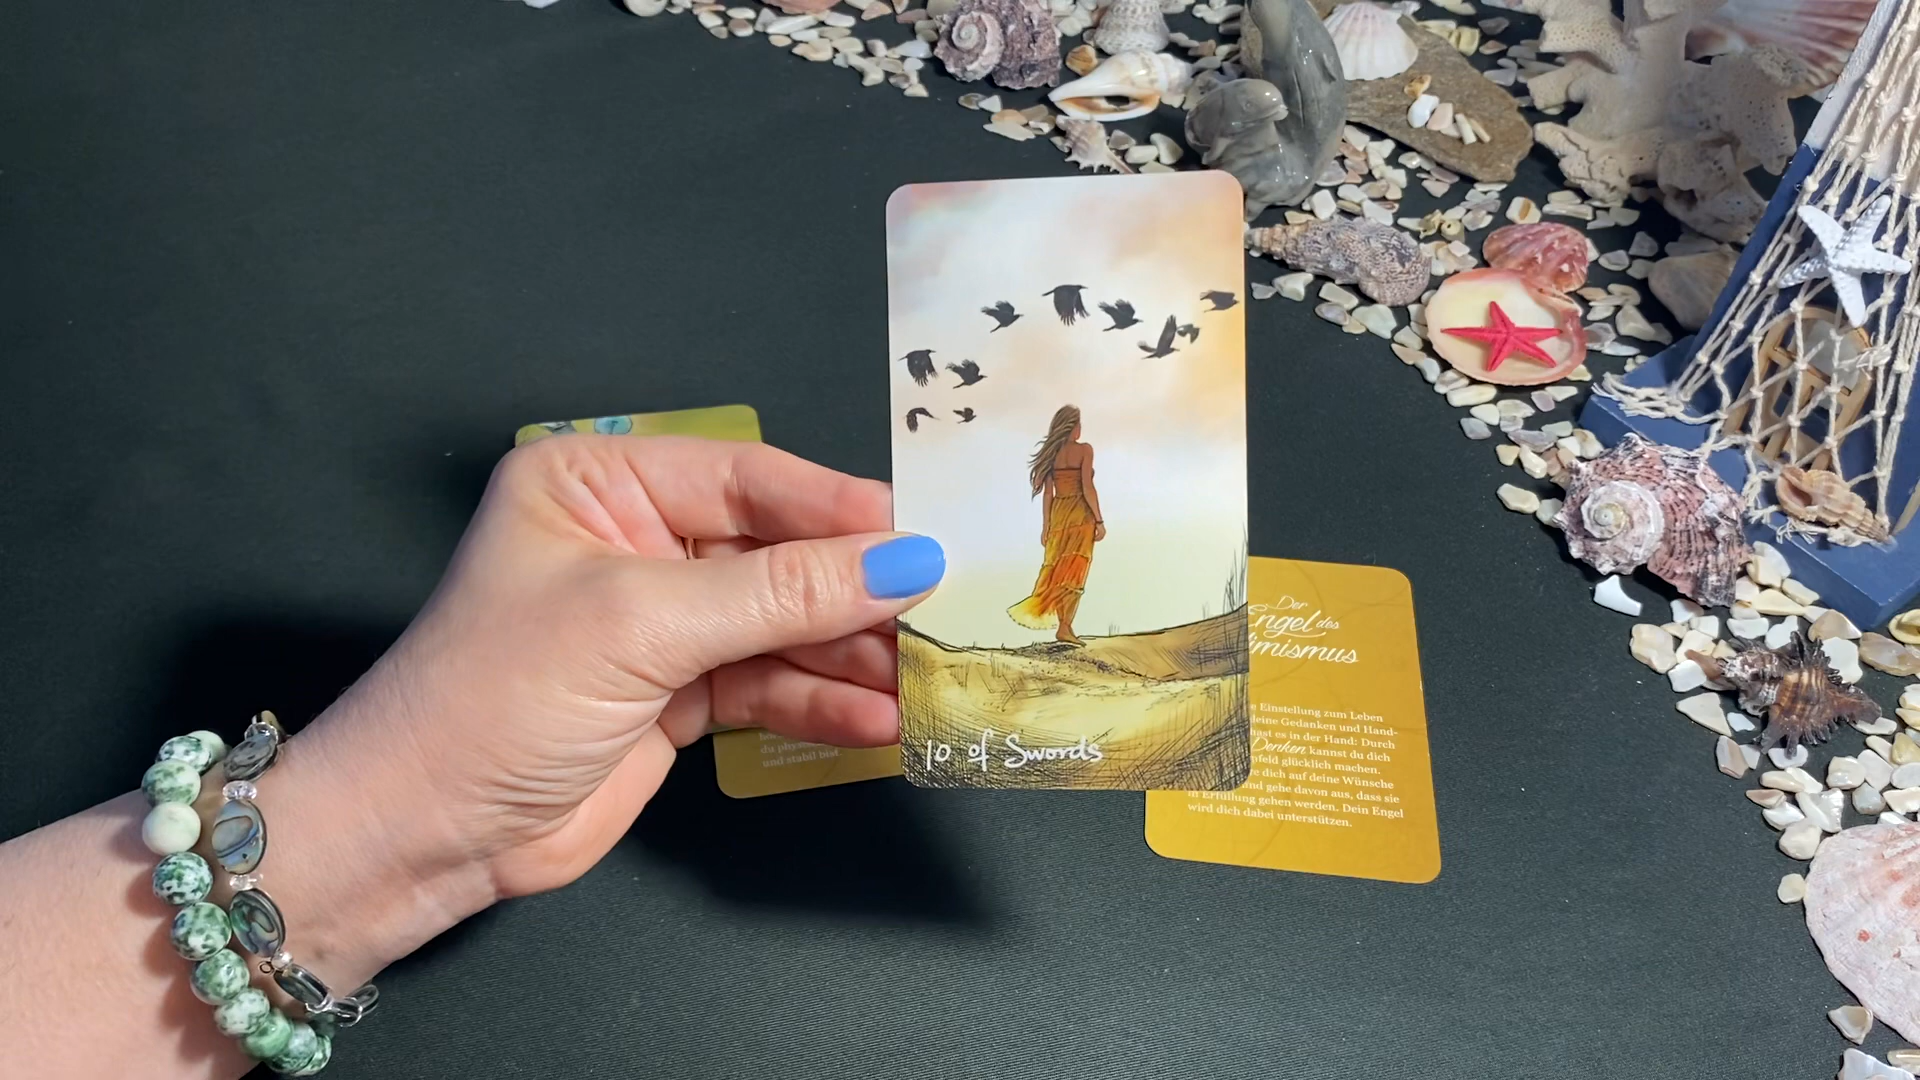 10 of Swords
Der
Engel des
Einstellung zum Leben
deine Gedanken und Hand-
hast es in der Hand: Durch
Denken kannst du dich
glücklich machen.
dich auf deine Wünsche
und gehe davon aus, dass sie
in Erfüllung gehen werden. Dein Engel
wird dich dabei unterstützen.
du
und stabil bist.